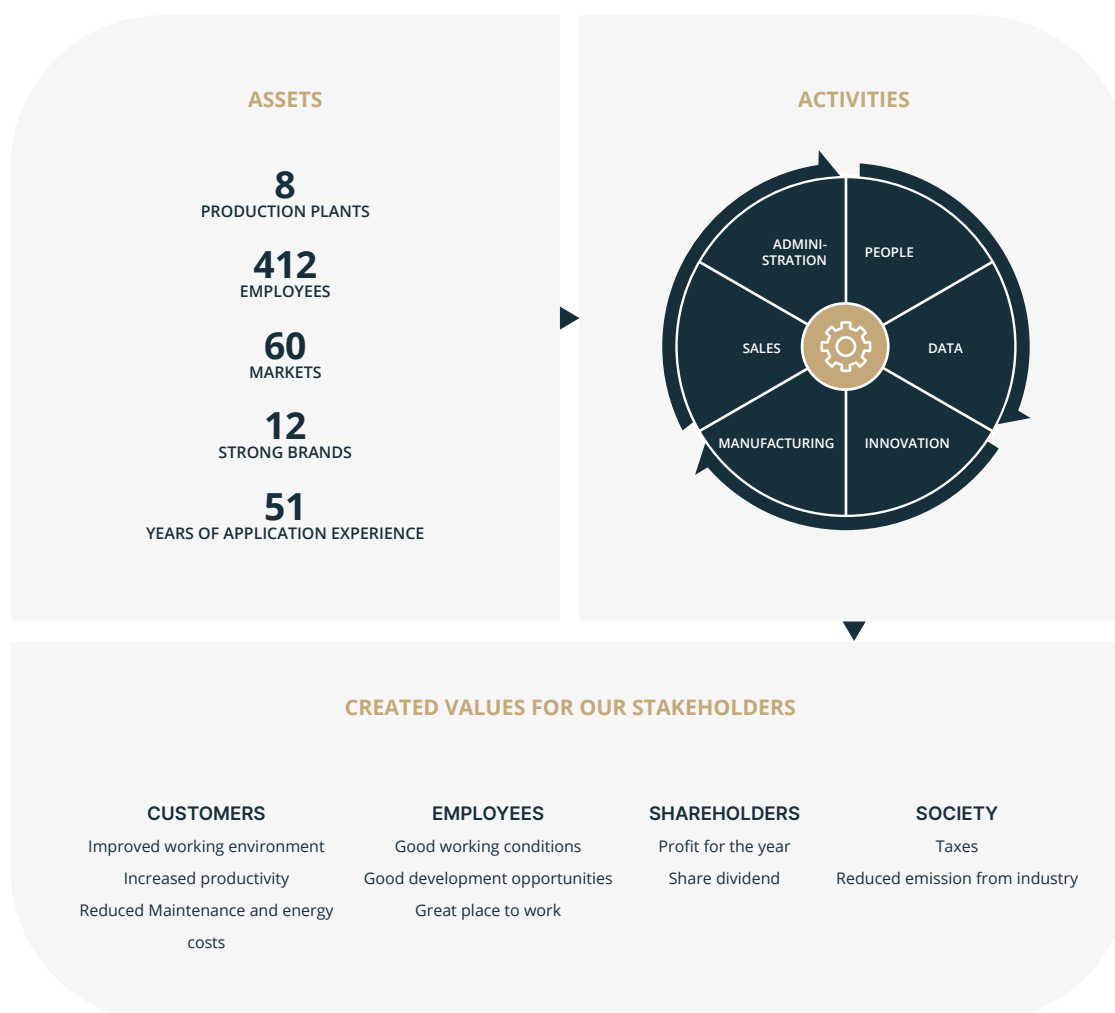 ASSETS
8
PRODUCTION PLANTS
412
EMPLOYEES
60
MARKETS
12
STRONG BRANDS
51
YEARS OF APPLICATION EXPERIENCE
ACTIVITIES
ADMINI-
STRATION
PEOPLE
SALES
DATA
MANUFACTURING
INNOVATION
CREATED VALUES FOR OUR STAKEHOLDERS
CUSTOMERS
Improved working environment
Increased productivity
Reduced Maintenance and energy
costs
EMPLOYEES
Good working conditions
Good development opportunities
Great place to work
SHAREHOLDERS
Profit for the year
Share dividend
SOCIETY
Taxes
Reduced emission from industry